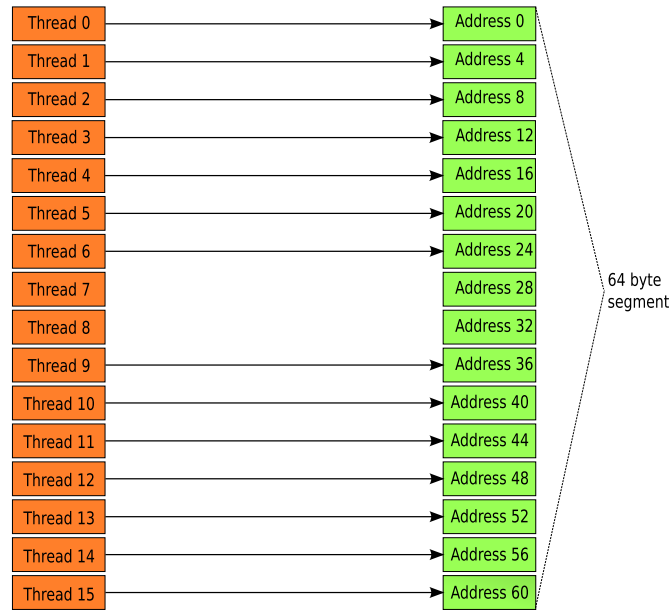 Thread 0 Address 0
Thread 1 Address 4
Thread 2 Address 8
Thread 3 Address 12
Thread 4 Address 16
Thread 5 Address 20
Thread 6 Address 24
Thread 7 Address 28
Thread 8 Address 32
Thread 9 Address 36
Thread 10 Address 40
Thread 11 Address 44
Thread 12 Address 48
Thread 13 Address 52
Thread 14 Address 56
Thread 15 Address 60
64 byte
segment